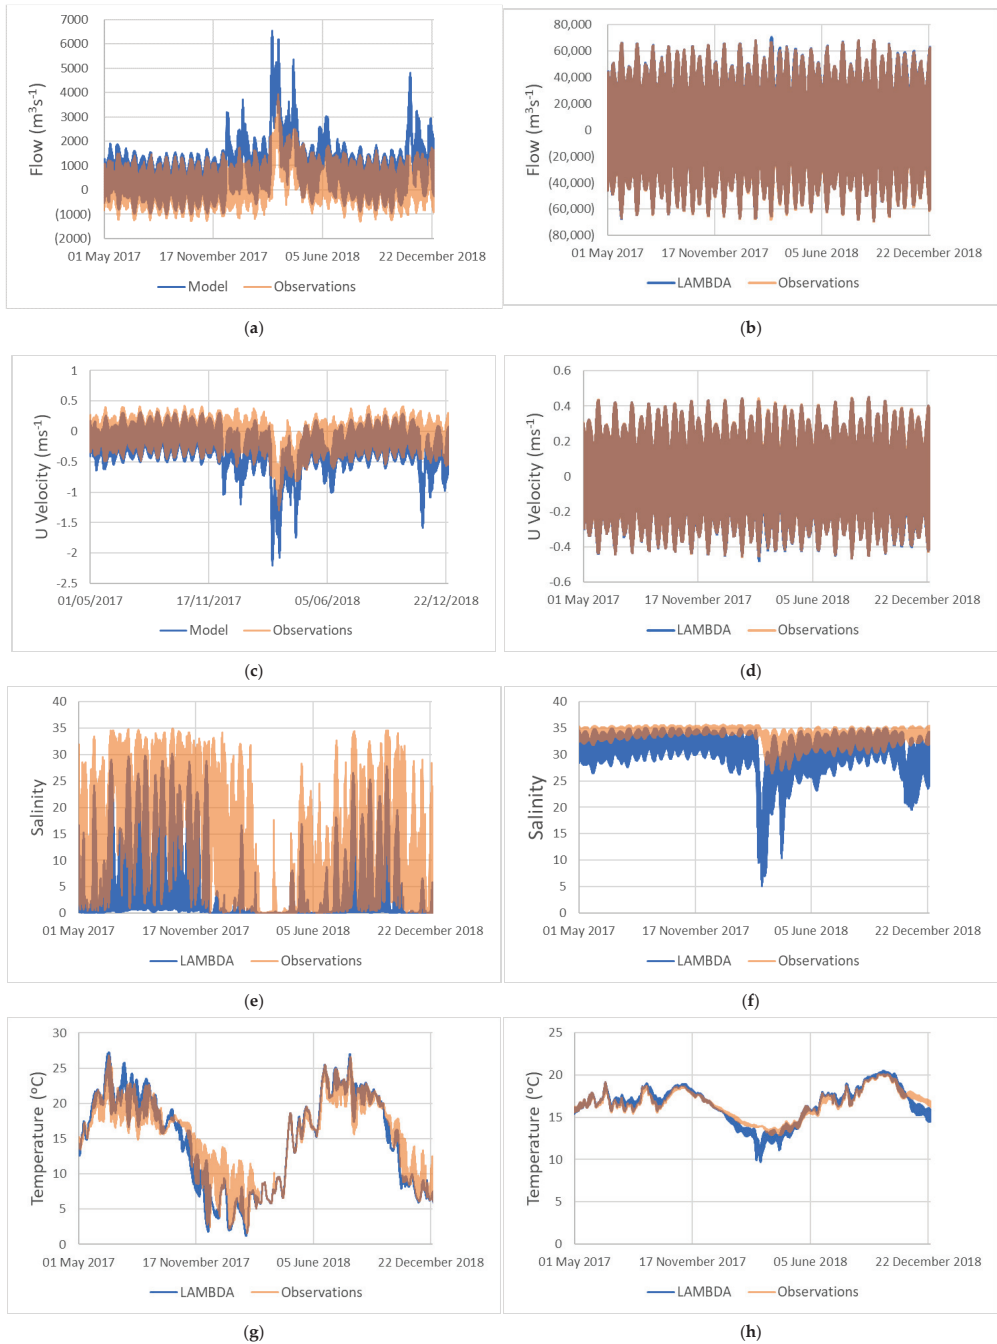 7000
6000
5000
4000
3000
2000
1000
0
(1000)
(2000)
Flow (m³s⁻¹)
01 May 2017 17 November 2017 05 June 2018 22 December 2018
Model Observations
(a)
80,000
60,000
40,000
20,000
0
(20,000)
(40,000)
(60,000)
(80,000)
Flow (m³s⁻¹)
01 May 2017 17 November 2017 05 June 2018 22 December 2018
LAMBDA Observations
(b)
1
0.5
0
-0.5
-1
-1.5
-2
-2.5
U Velocity (ms⁻¹)
01/05/2017 17/11/2017 05/06/2018 22/12/2018
Model Observations
(c)
0.6
0.4
0.2
0
-0.2
-0.4
-0.6
U Velocity (ms⁻¹)
01 May 2017 17 November 2017 05 June 2018 22 December 2018
LAMBDA Observations
(d)
40
35
30
25
20
15
10
5
0
Salinity
01 May 2017 17 November 2017 05 June 2018 22 December 2018
LAMBDA Observations
(e)
40
35
30
25
20
15
10
5
0
Salinity
01 May 2017 17 November 2017 05 June 2018 22 December 2018
LAMBDA Observations
(f)
30
25
20
15
10
5
0
Temperature (°C)
01 May 2017 17 November 2017 05 June 2018 22 December 2018
LAMBDA Observations
(g)
25
20
15
10
5
0
Temperature (°C)
01 May 2017 17 November 2017 05 June 2018 22 December 2018
LAMBDA Observations
(h)